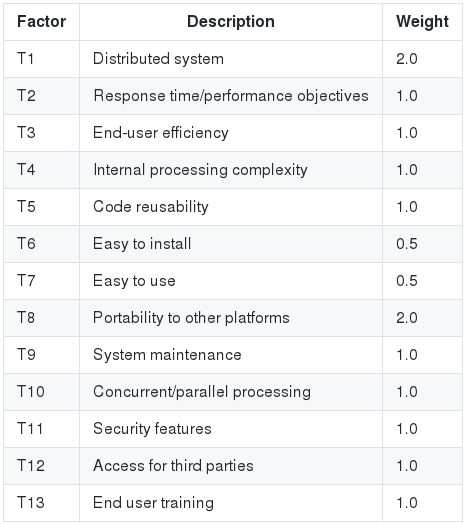 Factor Description Weight
T1 Distributed system 2.0
T2 Response time/performance objectives 1.0
T3 End-user efficiency 1.0
T4 Internal processing complexity 1.0
T5 Code reusability 1.0
T6 Easy to install 0.5
T7 Easy to use 0.5
T8 Portability to other platforms 2.0
T9 System maintenance 1.0
T10 Concurrent/parallel processing 1.0
T11 Security features 1.0
T12 Access for third parties 1.0
T13 End user training 1.0